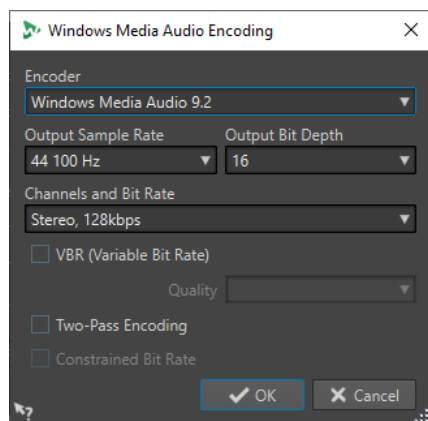 Windows Media Audio Encoding
Encoder
Windows Media Audio 9.2
Output Sample Rate Output Bit Depth
44 100 Hz 16
Channels and Bit Rate
Stereo, 128kbps
VBR (Variable Bit Rate)
Quality
Two-Pass Encoding
Constrained Bit Rate
OK Cancel
?